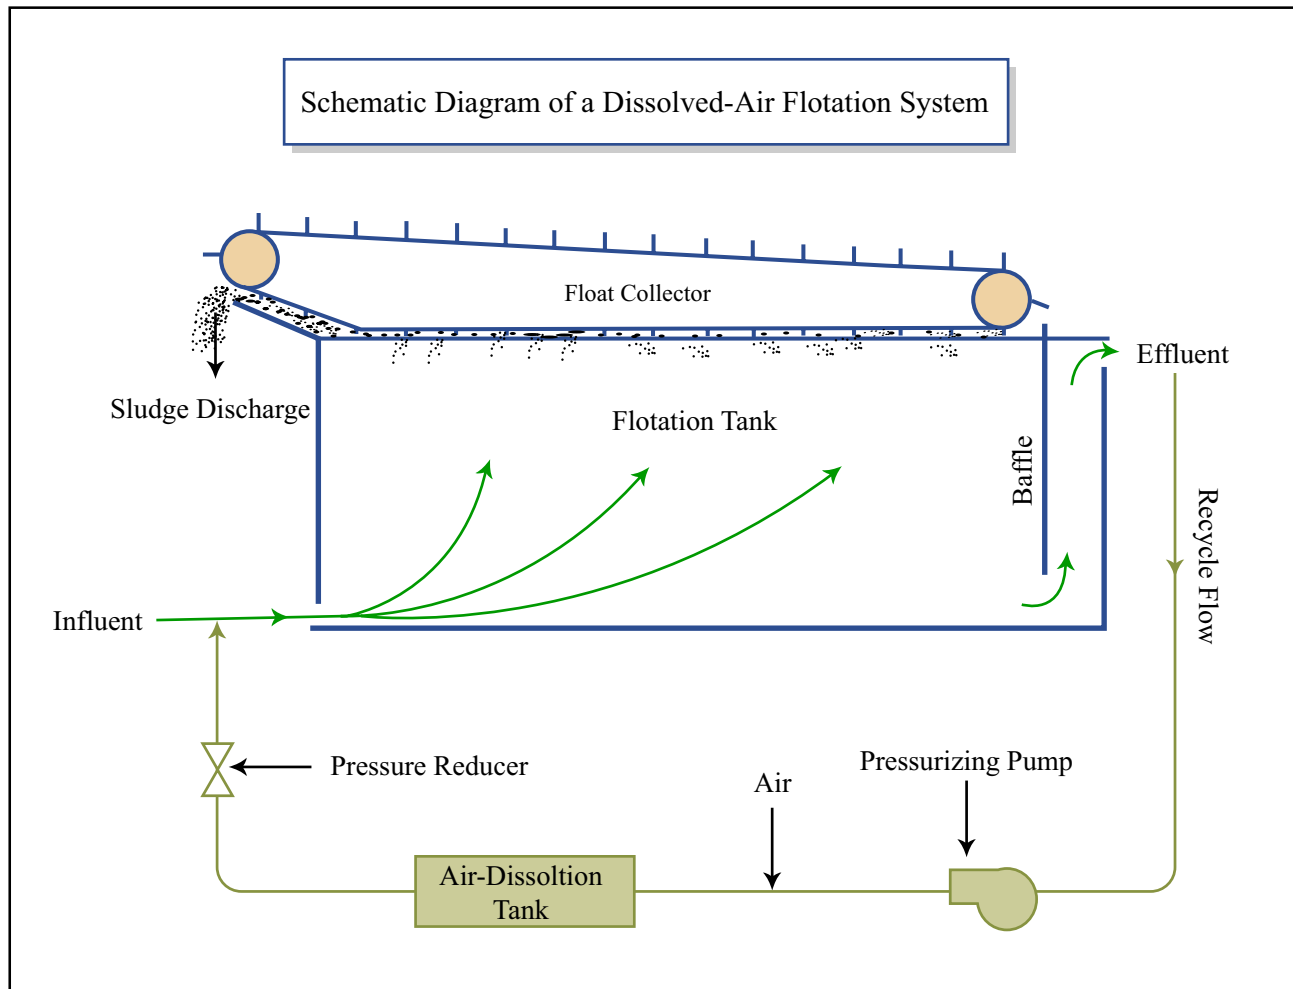 Schematic Diagram of a Dissolved-Air Flotation System
Float Collector
Effluent
Sludge Discharge
Flotation Tank
Baffle
Recycle Flow
Influent
Pressure Reducer
Air
Pressurizing Pump
Air-Dissoltion
Tank